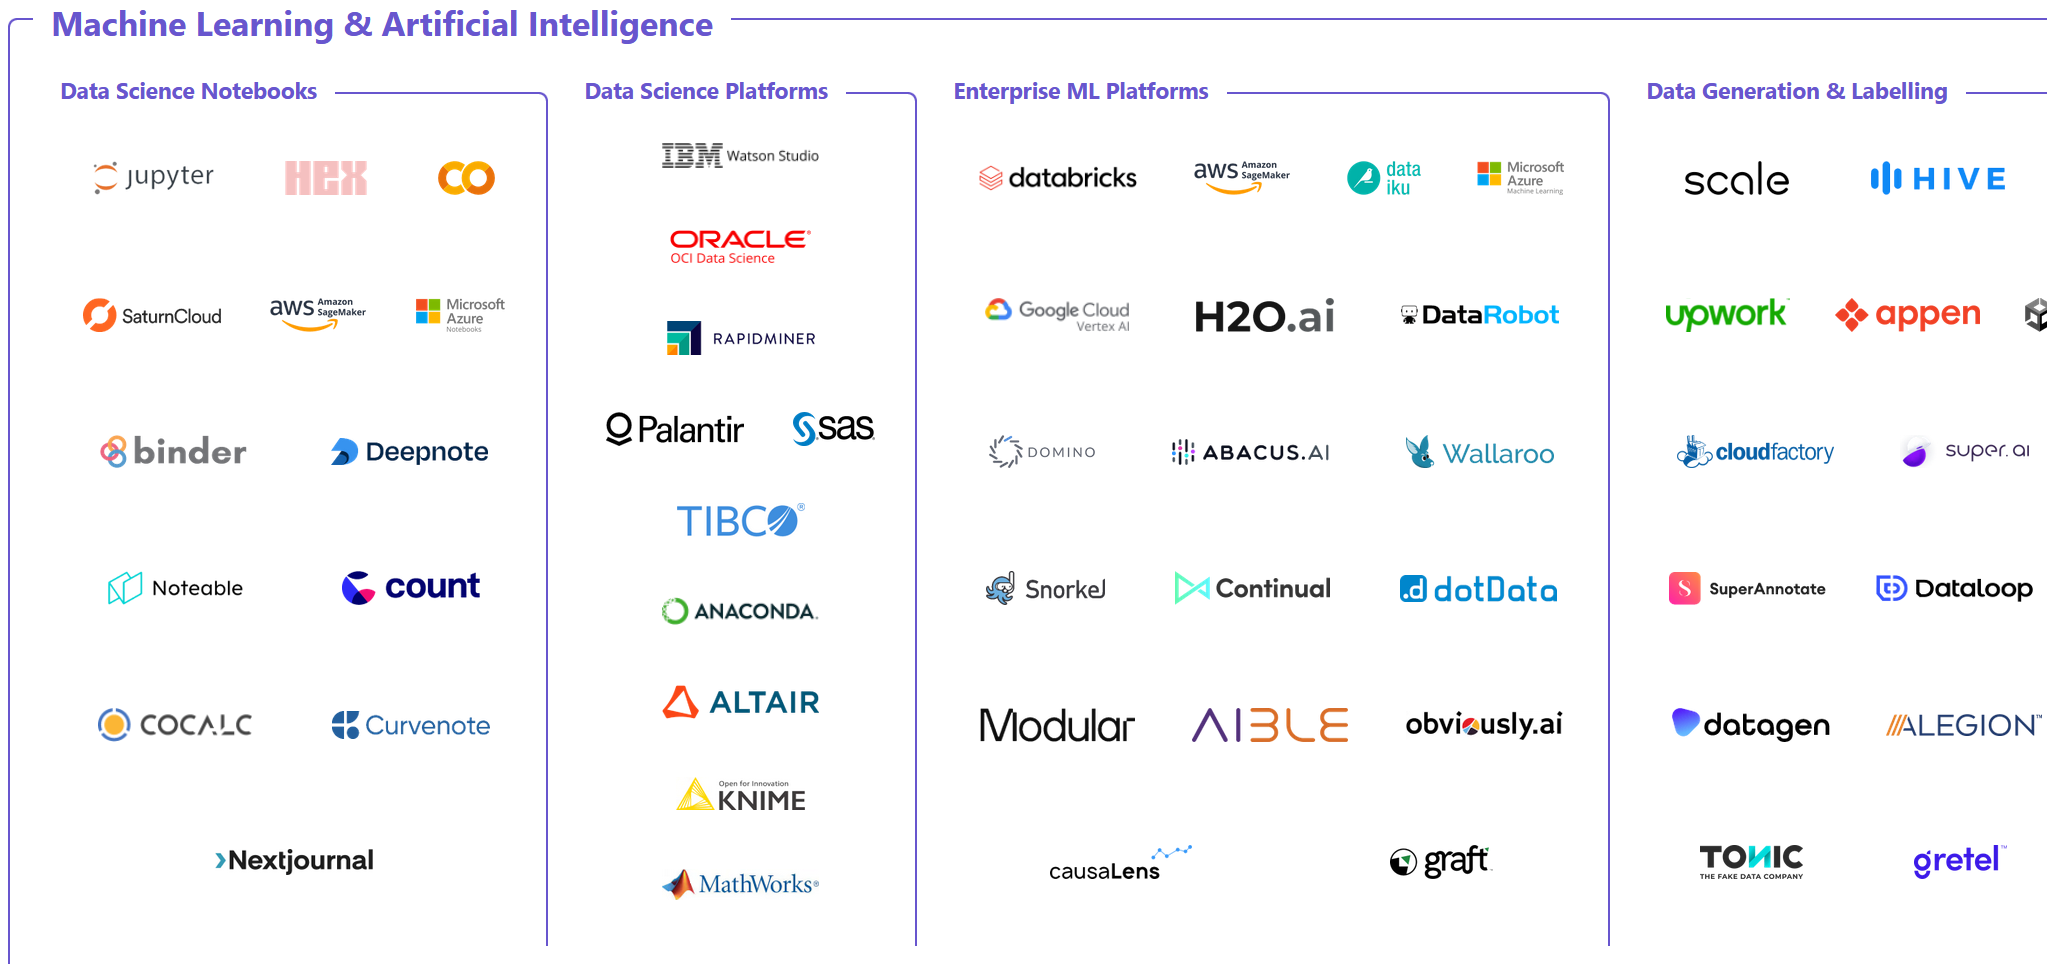 Machine Learning & Artificial Intelligence
Data Science Notebooks
jupyter
HEX
CO
SaturnCloud
aws Amazon SageMaker
Microsoft Azure Notebooks
binder
Deepnote
Noteable
count
COCALC
Curvenote
Nextjournal
Data Science Platforms
IBM Watson Studio
ORACLE®
OCI Data Science
RAPIDMINER
Palantir
sas.
TIBCO®
ANACONDA.
ALTAIR
Open for Innovation
KNIME
MathWorks®
Enterprise ML Platforms
databricks
aws Amazon SageMaker
data iku
Microsoft Azure Machine Learning
Google Cloud
Vertex AI
H2O.ai
DataRobot
DOMINO
ABACUS.AI
Wallaroo
Snorkel
Continual
.d dotData
Modular
AIBLE
obviously.ai
causaLens
graft
Data Generation & Labelling
scale
HIVE
upwork™
appen
cloudfactory
super.ai
S SuperAnnotate
Dataloop
datagen
ALEGION™
TONIC
THE FAKE DATA COMPANY
gretel™